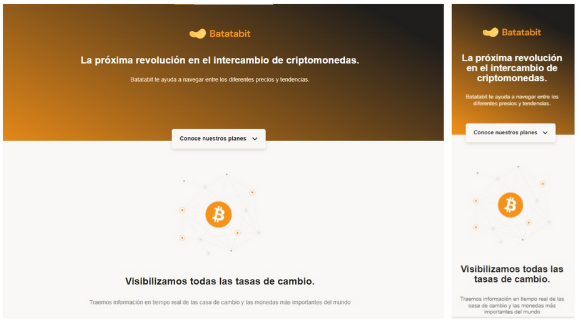 Batatabit
La próxima revolución en el intercambio de criptomonedas.
Batatabit te ayuda a navegar entre los diferentes precios y tendencias.
Conoce nuestros planes
Visibilizamos todas las tasas de cambio.
Traemos información en tiempo real de las casa de cambio y las monedas más importantes del mundo
Batatabit
La próxima revolución
en el intercambio de
criptomonedas.
Batatabit te ayuda a navegar entre los
diferentes precios y tendencias.
Conoce nuestros planes
Visibilizamos todas las
tasas de cambio.
Traemos información en tiempo real de las
casa de cambio y las monedas más
importantes del mundo